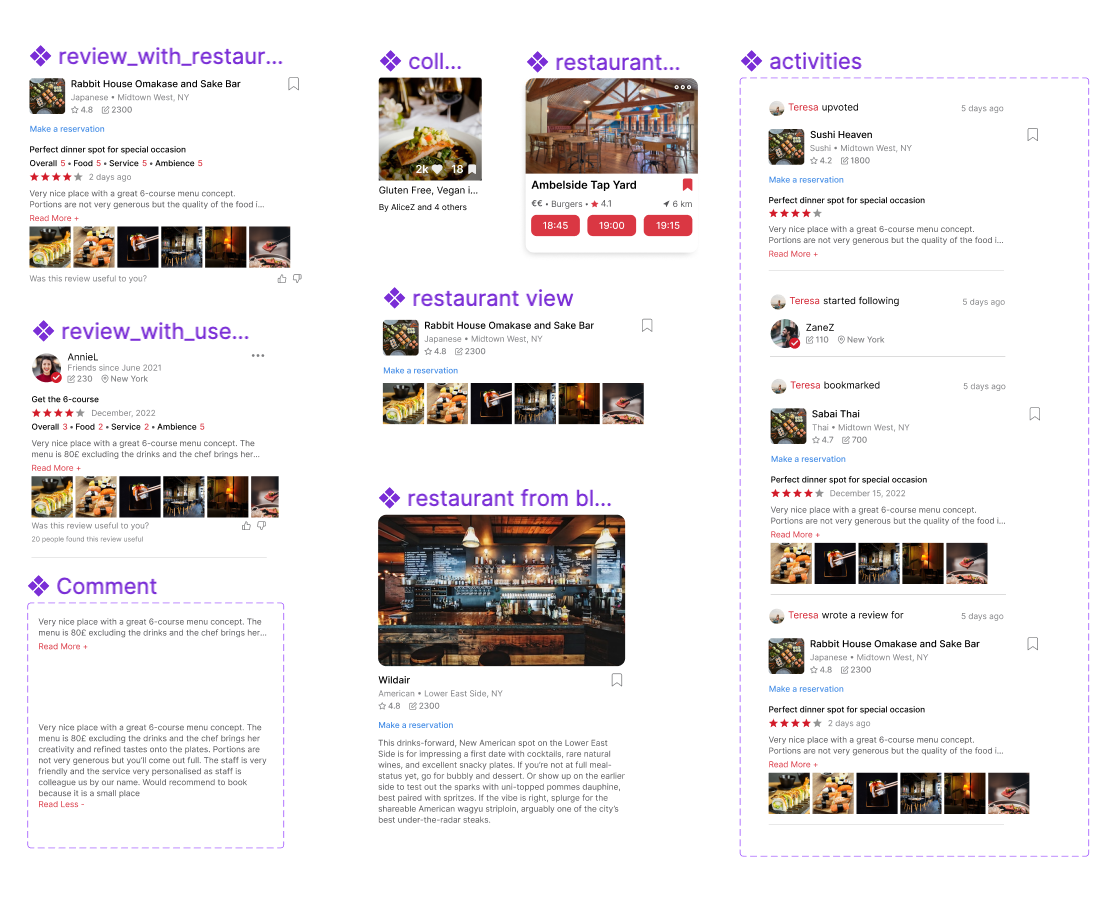 review_with_restaur...
Rabbit House Omakase and Sake Bar
Japanese • Midtown West, NY
4.8 2300
Make a reservation
Perfect dinner spot for special occasion
Overall 5 • Food 5 • Service 5 • Ambience 5
2 days ago
Very nice place with a great 6-course menu concept.
Portions are not very generous but the quality of the food i...
Read More +
Was this review useful to you?
review_with_use...
AnnieL
Friends since June 2021
230 New York
Get the 6-course
December, 2022
Overall 3 • Food 2 • Service 2 • Ambience 5
Very nice place with a great 6-course menu concept. The
menu is 80£ excluding the drinks and the chef brings her...
Read More +
Was this review useful to you?
20 people found this review useful
Comment
Very nice place with a great 6-course menu concept. The
menu is 80£ excluding the drinks and the chef brings her...
Read More +
Very nice place with a great 6-course menu concept. The
menu is 80£ excluding the drinks and the chef brings her
creativity and refined tastes onto the plates. Portions are
not very generous but you'll come out full. The staff is very
friendly and the service very personalised as staff is
colleague us by our name. Would recommend to book
because it is a small place
Read Less -
coll...
2k 18
Gluten Free, Vegan i...
By AliceZ and 4 others
restaurant...
Ambelside Tap Yard
€€ • Burgers • 4.1 6 km
18:45 19:00 19:15
restaurant view
Rabbit House Omakase and Sake Bar
Japanese • Midtown West, NY
4.8 2300
Make a reservation
restaurant from bl...
Wildair
American • Lower East Side, NY
4.8 2300
Make a reservation
This drinks-forward, New American spot on the Lower East
Side is for impressing a first date with cocktails, rare natural
wines, and excellent snacky plates. If you're not at full meal-
status yet, go for bubbly and dessert. Or show up on the earlier
side to test out the sparks with uni-topped pommes dauphine,
best paired with spritzes. If the vibe is right, splurge for the
shareable American wagyu striploin, arguably one of the city's
best under-the-radar steaks.
activities
Teresa upvoted 5 days ago
Sushi Heaven
Sushi • Midtown West, NY
4.2 1800
Make a reservation
Perfect dinner spot for special occasion
Very nice place with a great 6-course menu concept.
Portions are not very generous but the quality of the food i...
Read More +
Teresa started following 5 days ago
ZaneZ
110 New York
Teresa bookmarked 5 days ago
Sabai Thai
Thai • Midtown West, NY
4.7 700
Make a reservation
Perfect dinner spot for special occasion
December 15, 2022
Very nice place with a great 6-course menu concept.
Portions are not very generous but the quality of the food i...
Read More +
Teresa wrote a review for 5 days ago
Rabbit House Omakase and Sake Bar
Japanese • Midtown West, NY
4.8 2300
Make a reservation
Perfect dinner spot for special occasion
2 days ago
Very nice place with a great 6-course menu concept.
Portions are not very generous but the quality of the food i...
Read More +